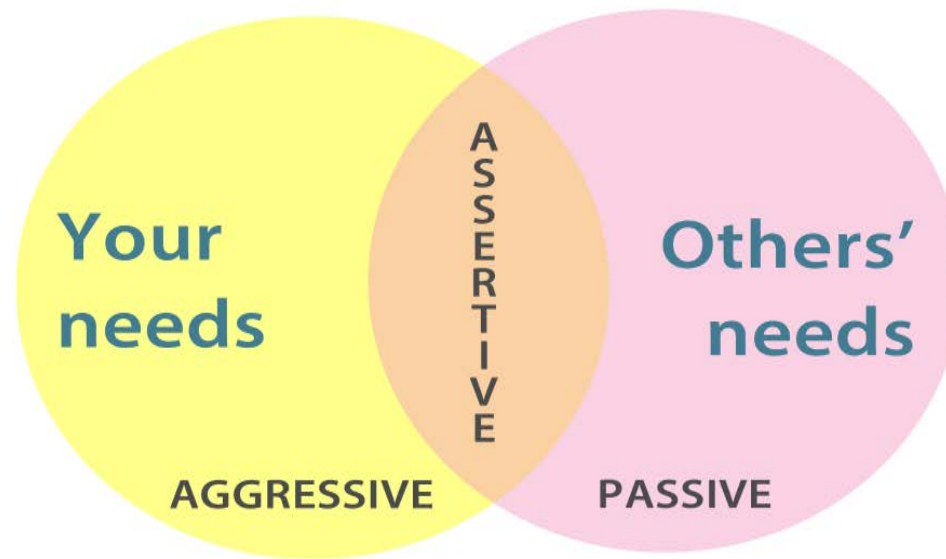 Your
needs
ASSERTIVE
Others’
needs
AGGRESSIVE
PASSIVE